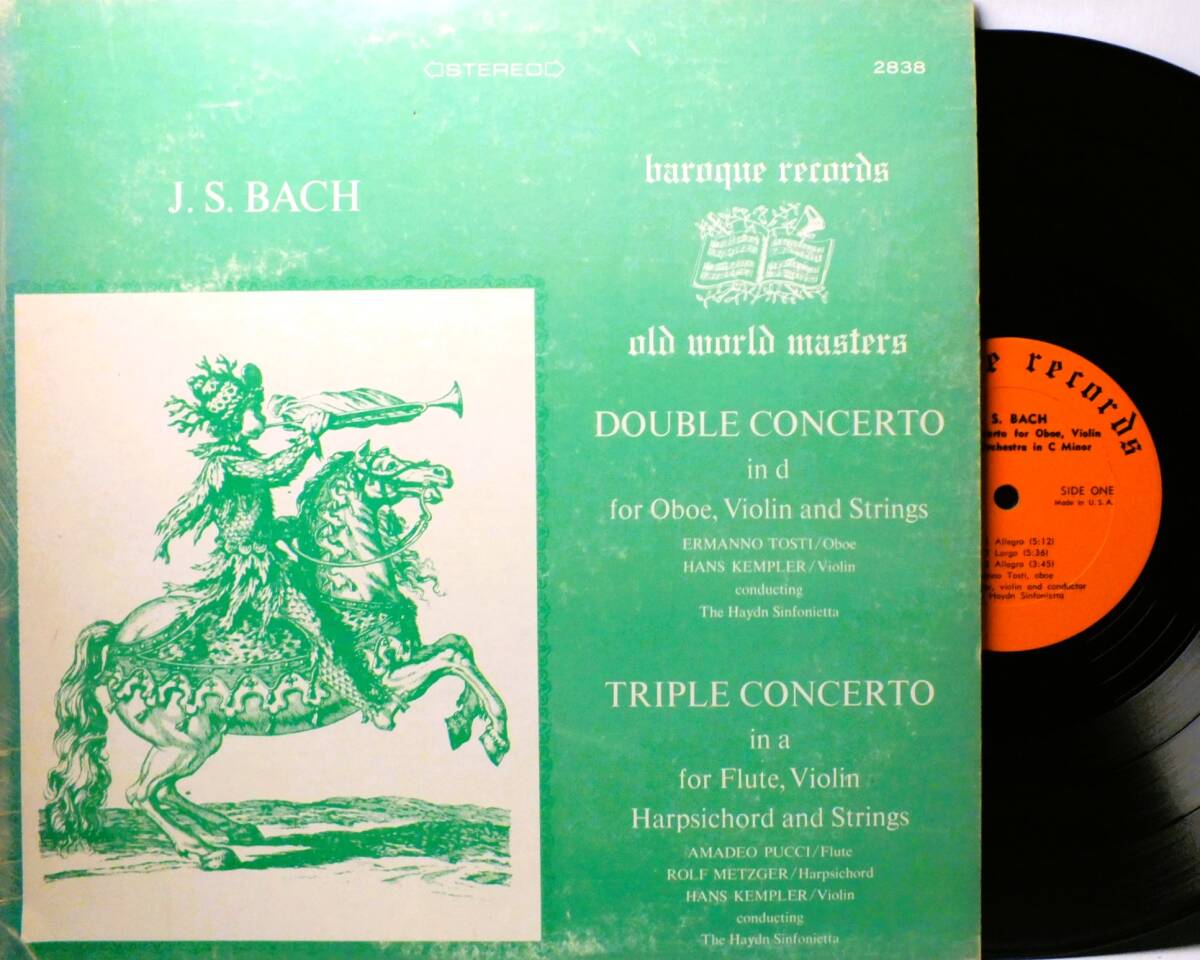 STEREO
2838
J. S. BACH
baroque records
old world masters
DOUBLE CONCERTO
in d
for Oboe, Violin and Strings
ERMANNO TOSTI/Oboe
HANS KEMPLER/Violin
conducting
The Haydn Sinfonietta
TRIPLE CONCERTO
in a
for Flute, Violin
Harpsichord and Strings
AMADEO PUCCI/Flute
ROLF METZGER/Harpsichord
HANS KEMPLER/Violin
conducting
The Haydn Sinfonietta
records
S. BACH
for Oboe, Violin
in C Minor
SIDE ONE
Made in U. S. A.
Allegro (5:12)
Largo (5:36)
Allegro (3:45)
Tosti, oboe
violin and conductor
Haydn Sinfonietta